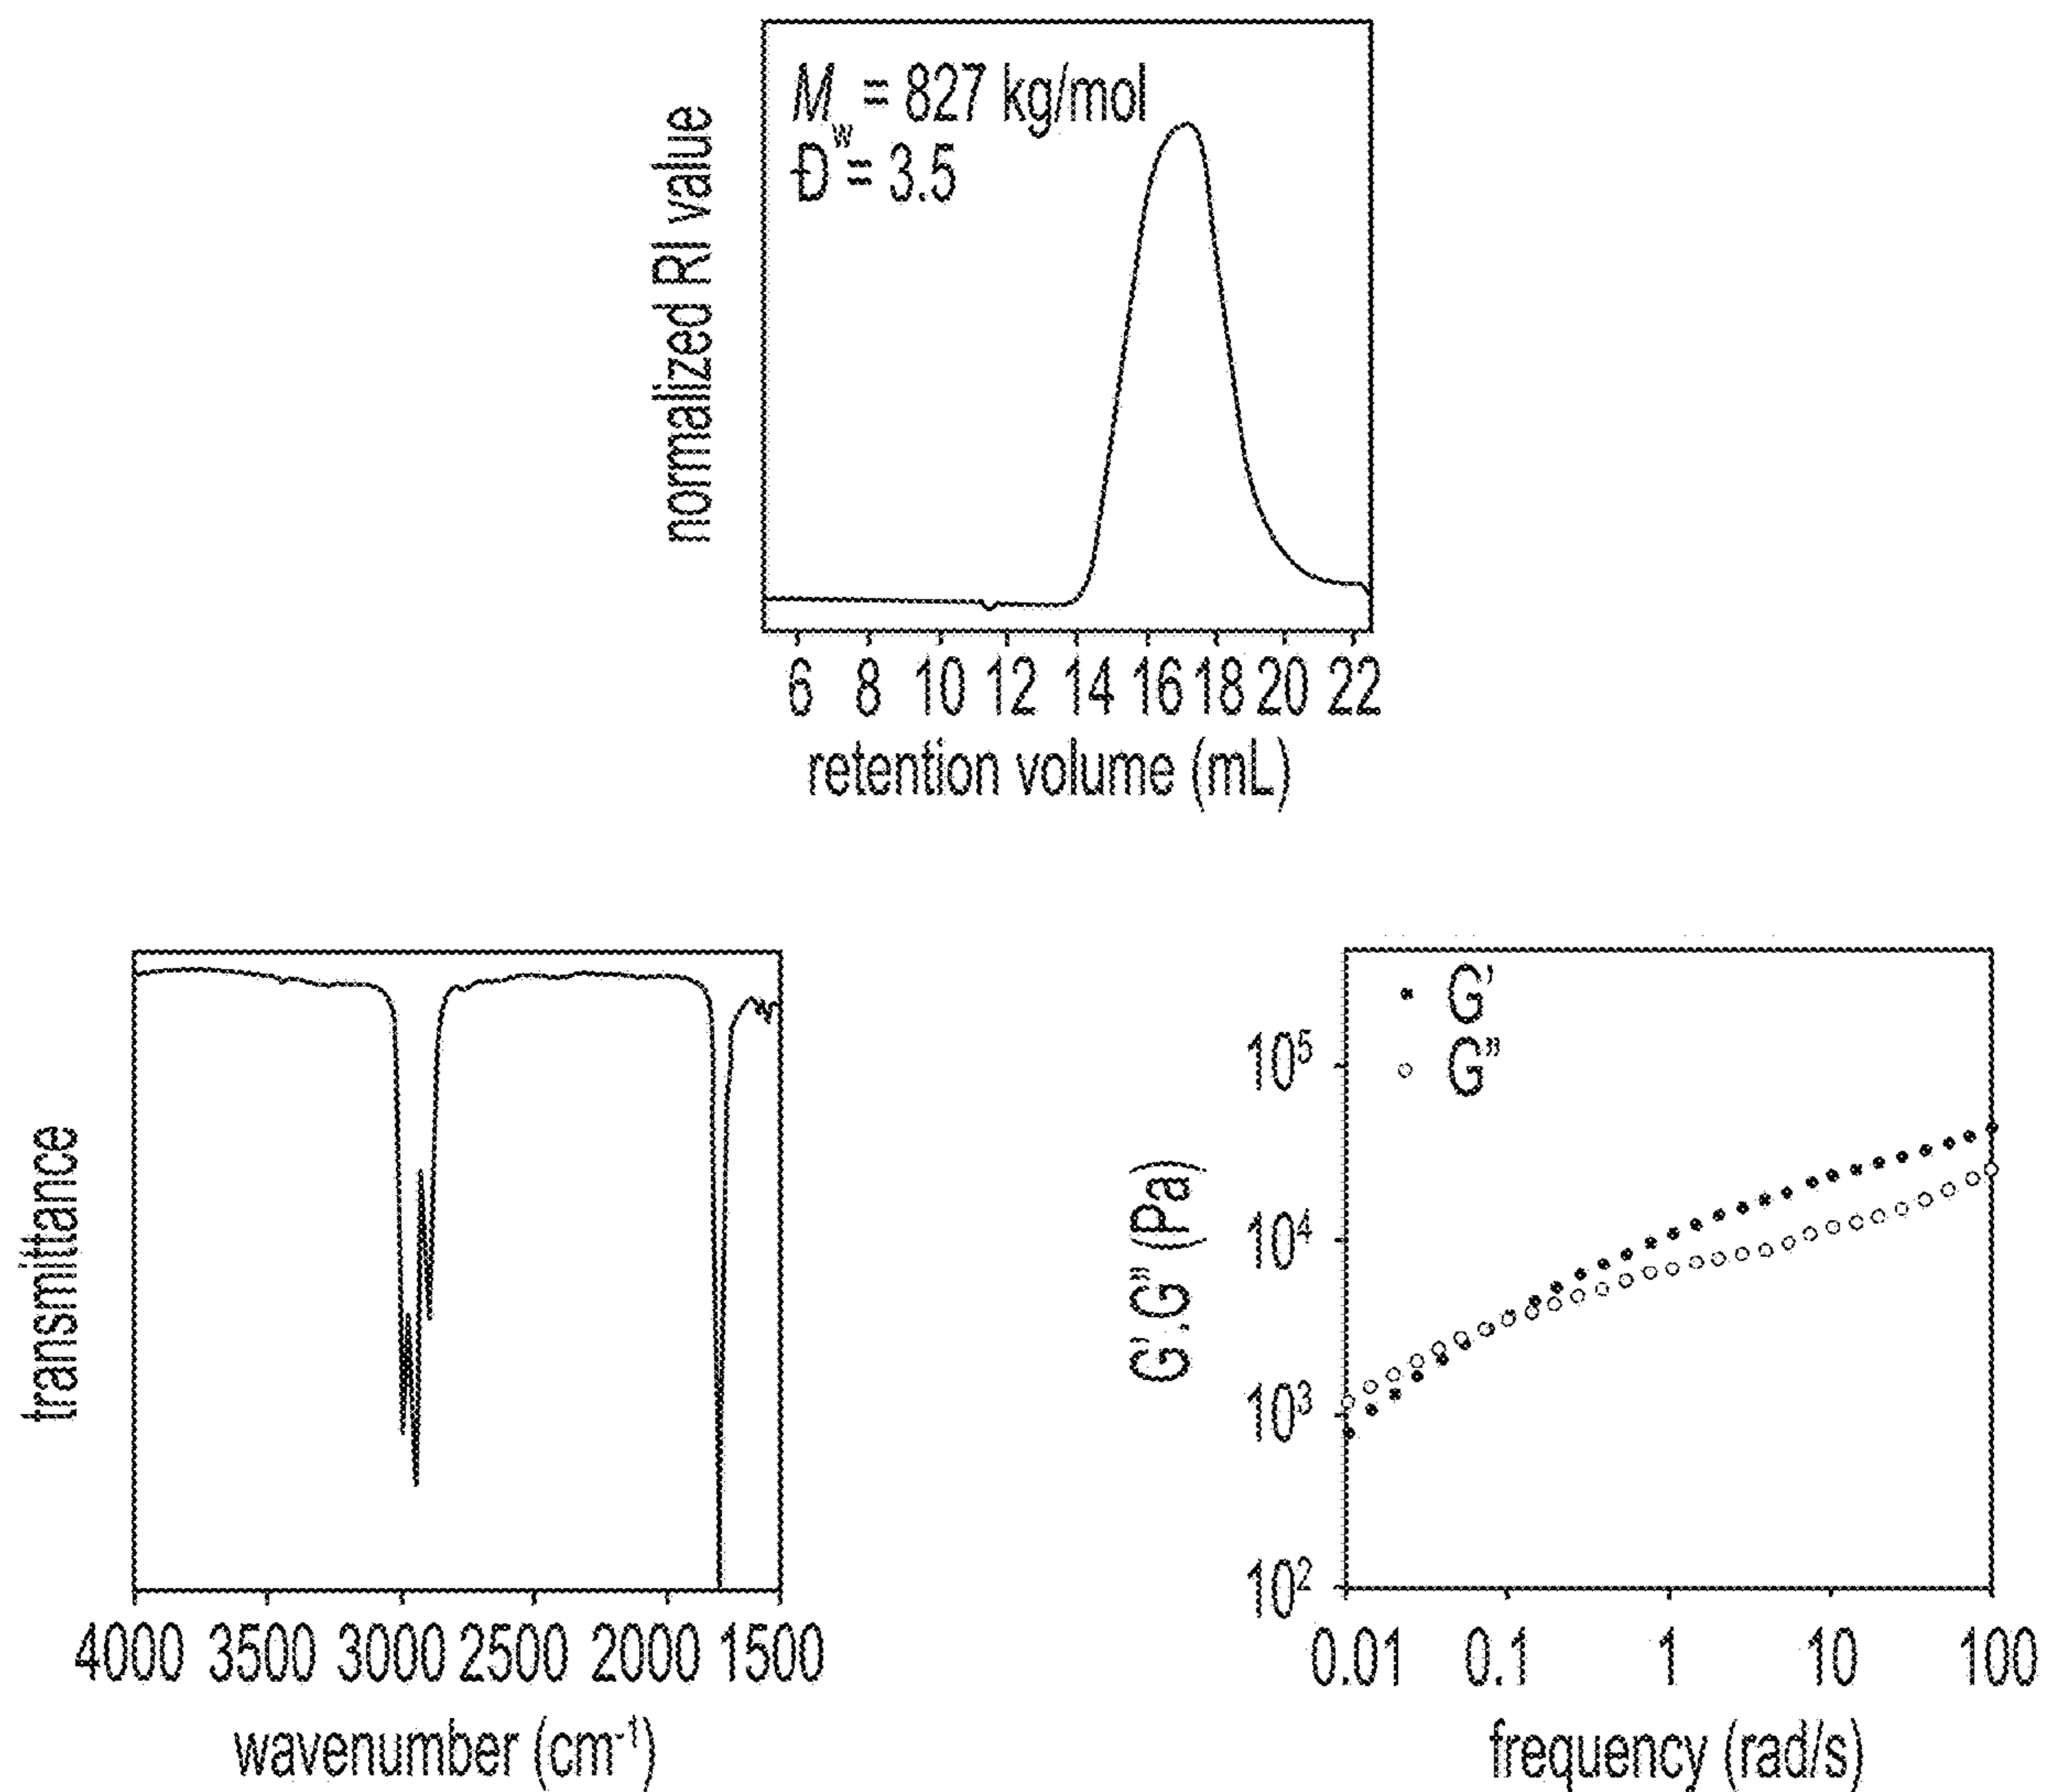 M_w = 827 kg/mol
Đ = 3.5
normalized RI value
6 8 10 12 14 16 18 20 22
retention volume (mL)
transmittance
4000 3500 3000 2500 2000 1500
wavenumber (cm⁻¹)
G'
G"
10⁵
10⁴
10³
10²
G'.G" (Pa)
0.01 0.1 1 10 100
frequency (rad/s)